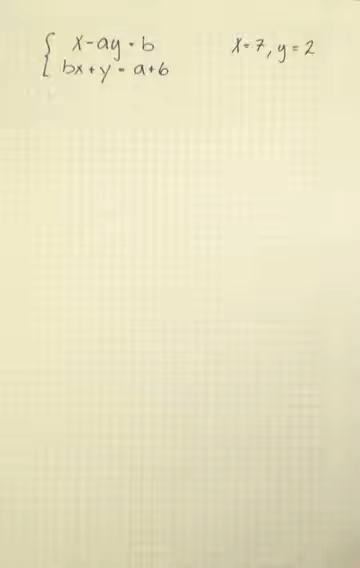 { x-ay=b x=7, y=2
bx+y=a+6